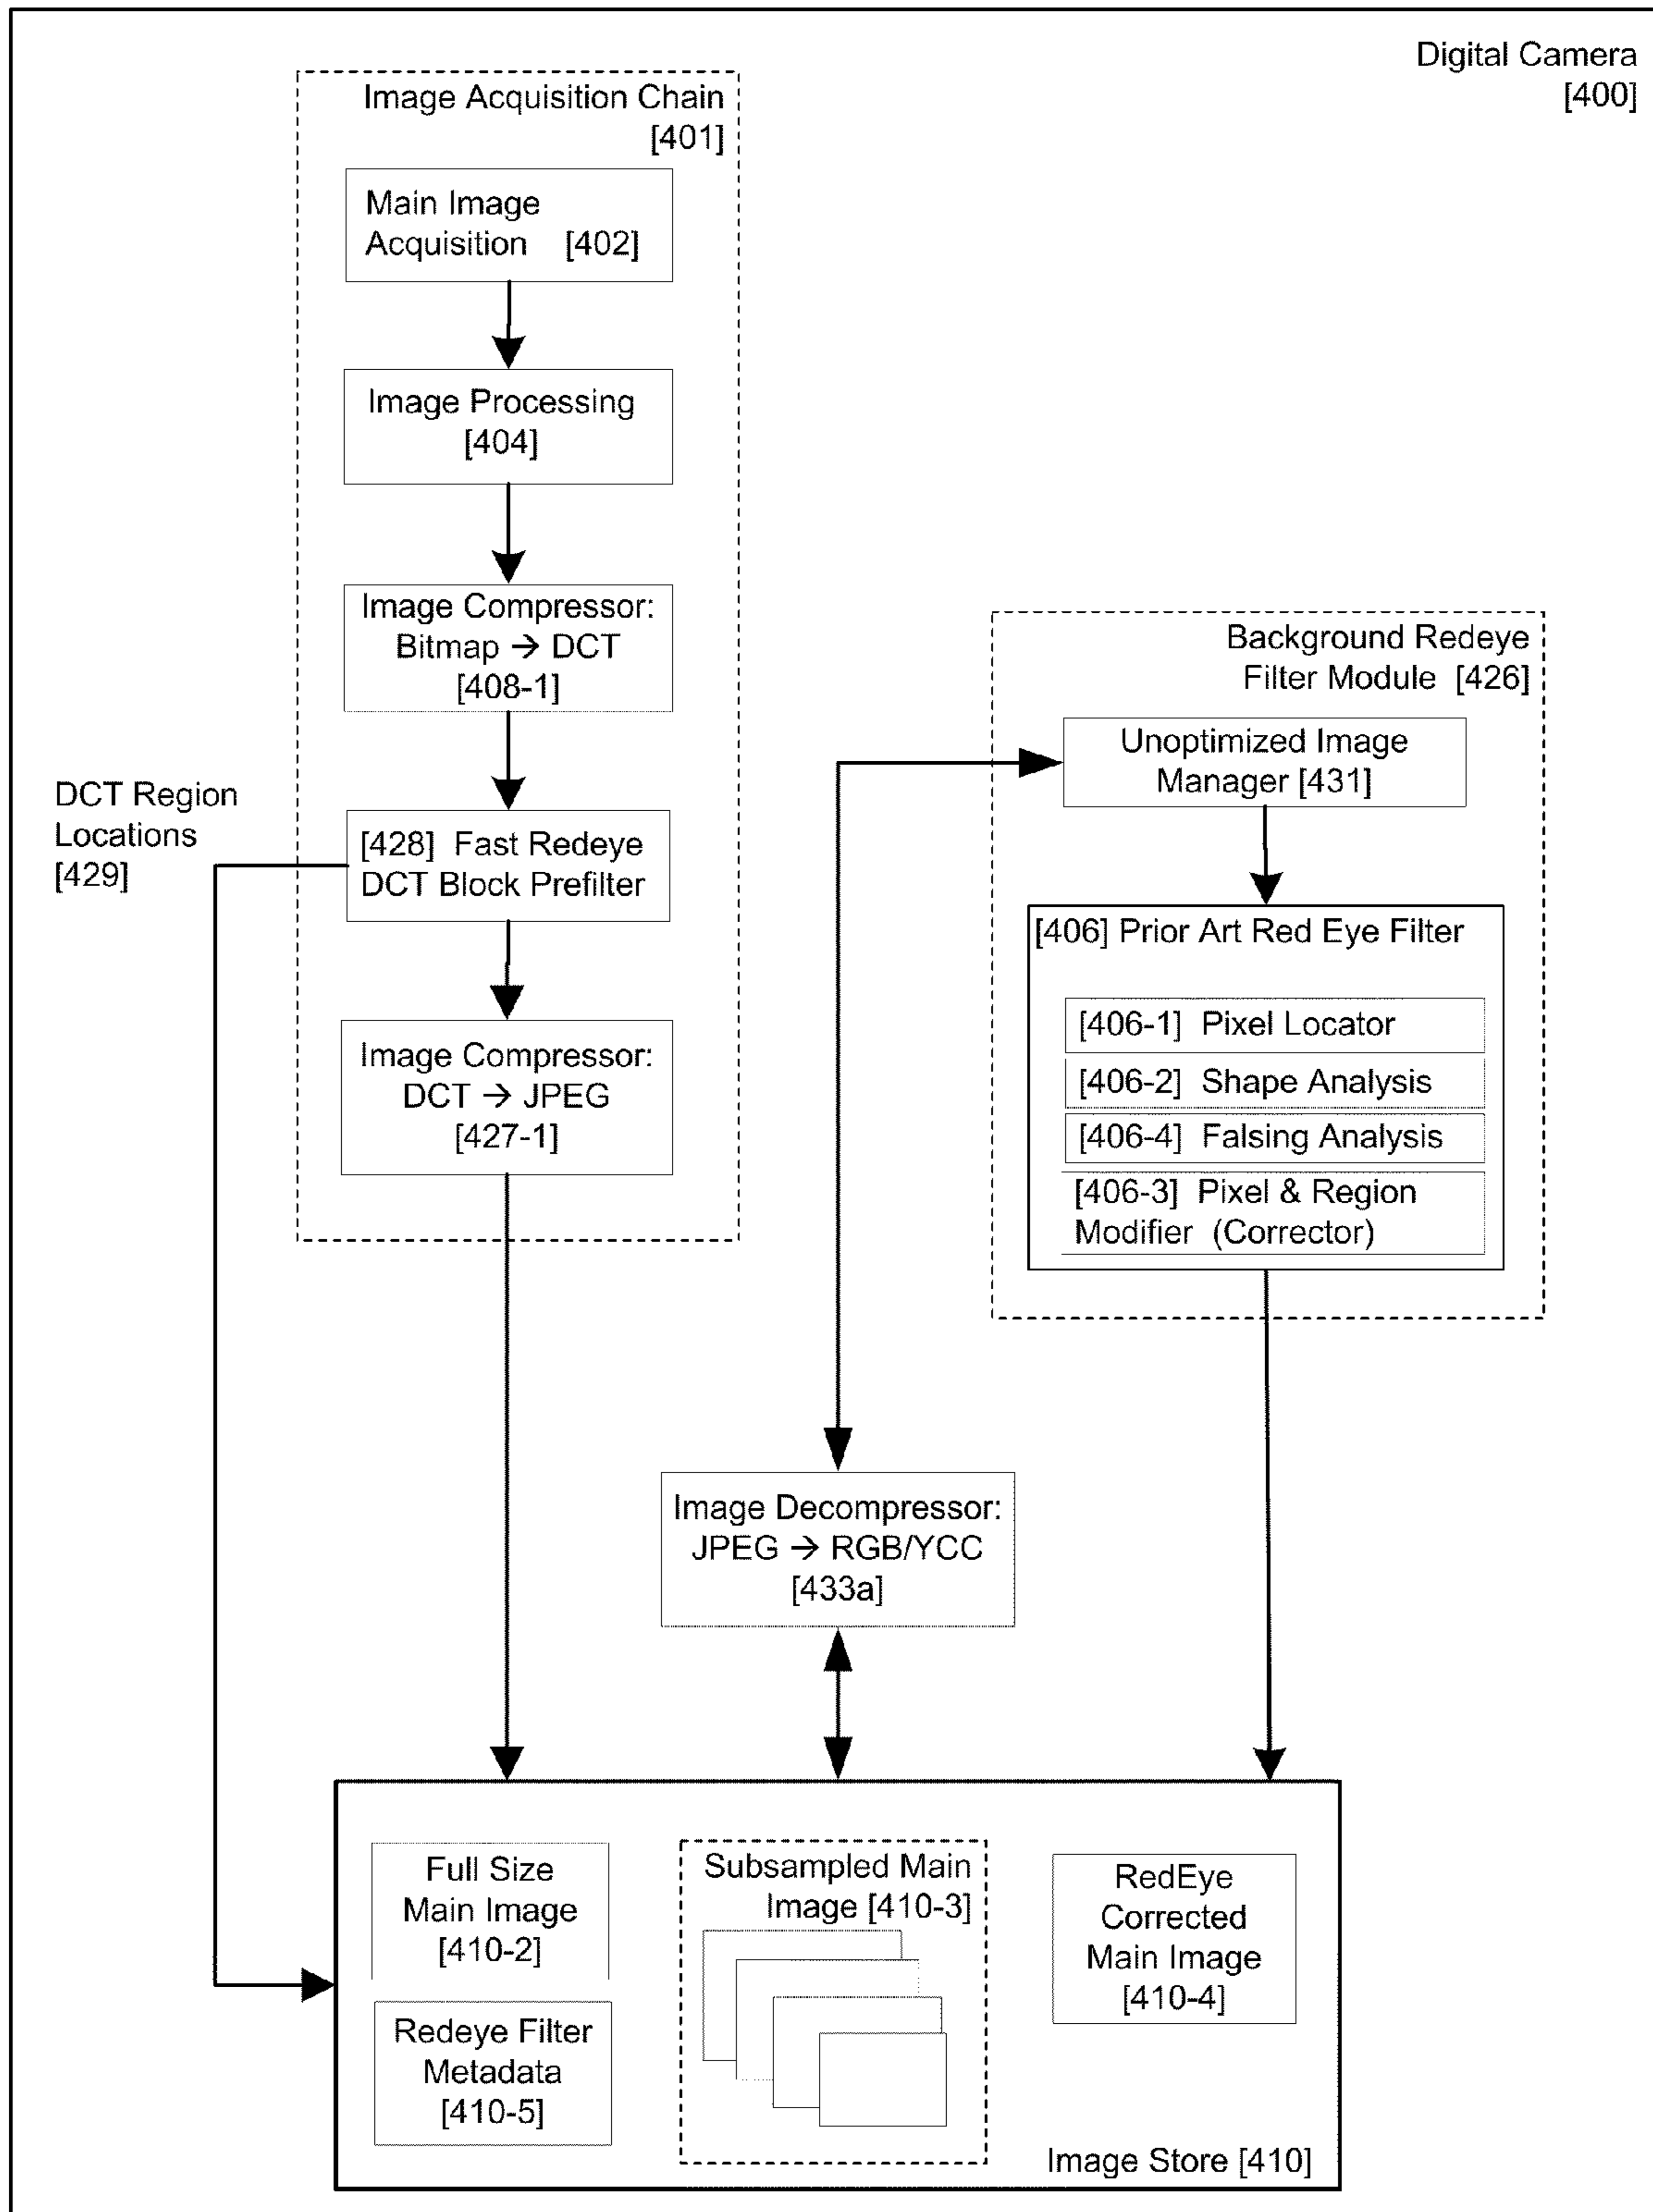 Digital Camera
[400]
Image Acquisition Chain
[401]
Main Image
Acquisition [402]
Image Processing
[404]
Image Compressor:
Bitmap → DCT
[408-1]
DCT Region
Locations
[429]
[428] Fast Redeye
DCT Block Prefilter
Image Compressor:
DCT → JPEG
[427-1]
Background Redeye
Filter Module [426]
Unoptimized Image
Manager [431]
[406] Prior Art Red Eye Filter
[406-1] Pixel Locator
[406-2] Shape Analysis
[406-4] Falsing Analysis
[406-3] Pixel & Region
Modifier (Corrector)
Image Decompressor:
JPEG → RGB/YCC
[433a]
Full Size
Main Image
[410-2]
Redeye Filter
Metadata
[410-5]
Subsampled Main
Image [410-3]
RedEye
Corrected
Main Image
[410-4]
Image Store [410]